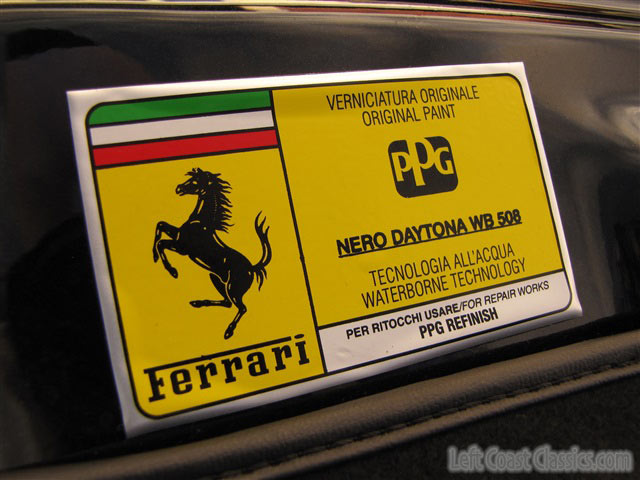 VERNICIATURA ORIGINALE
ORIGINAL PAINT
PPG
NERO DAYTONA WB 508
TECNOLOGIA ALL'ACQUA
WATERBORNE TECHNOLOGY
PER RITOCCHI USARE/FOR REPAIR WORKS
PPG REFINISH
Ferrari
Left Coast Classics.com